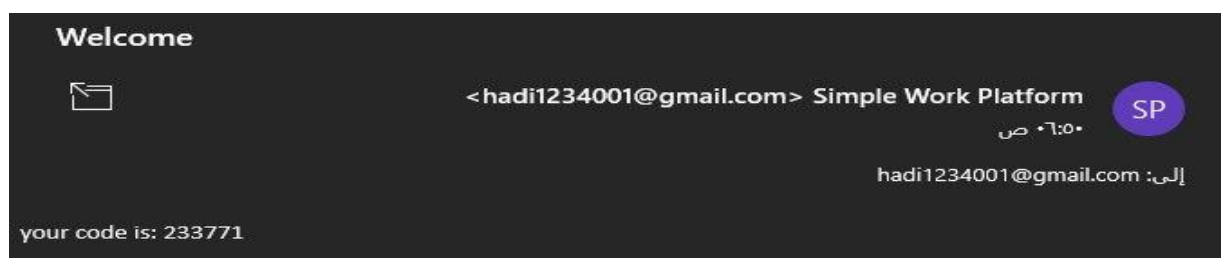 Welcome
<hadi1234001@gmail.com> Simple Work Platform
SP
٠٦:٥٠ ص
إلى: hadi1234001@gmail.com
your code is: 233771